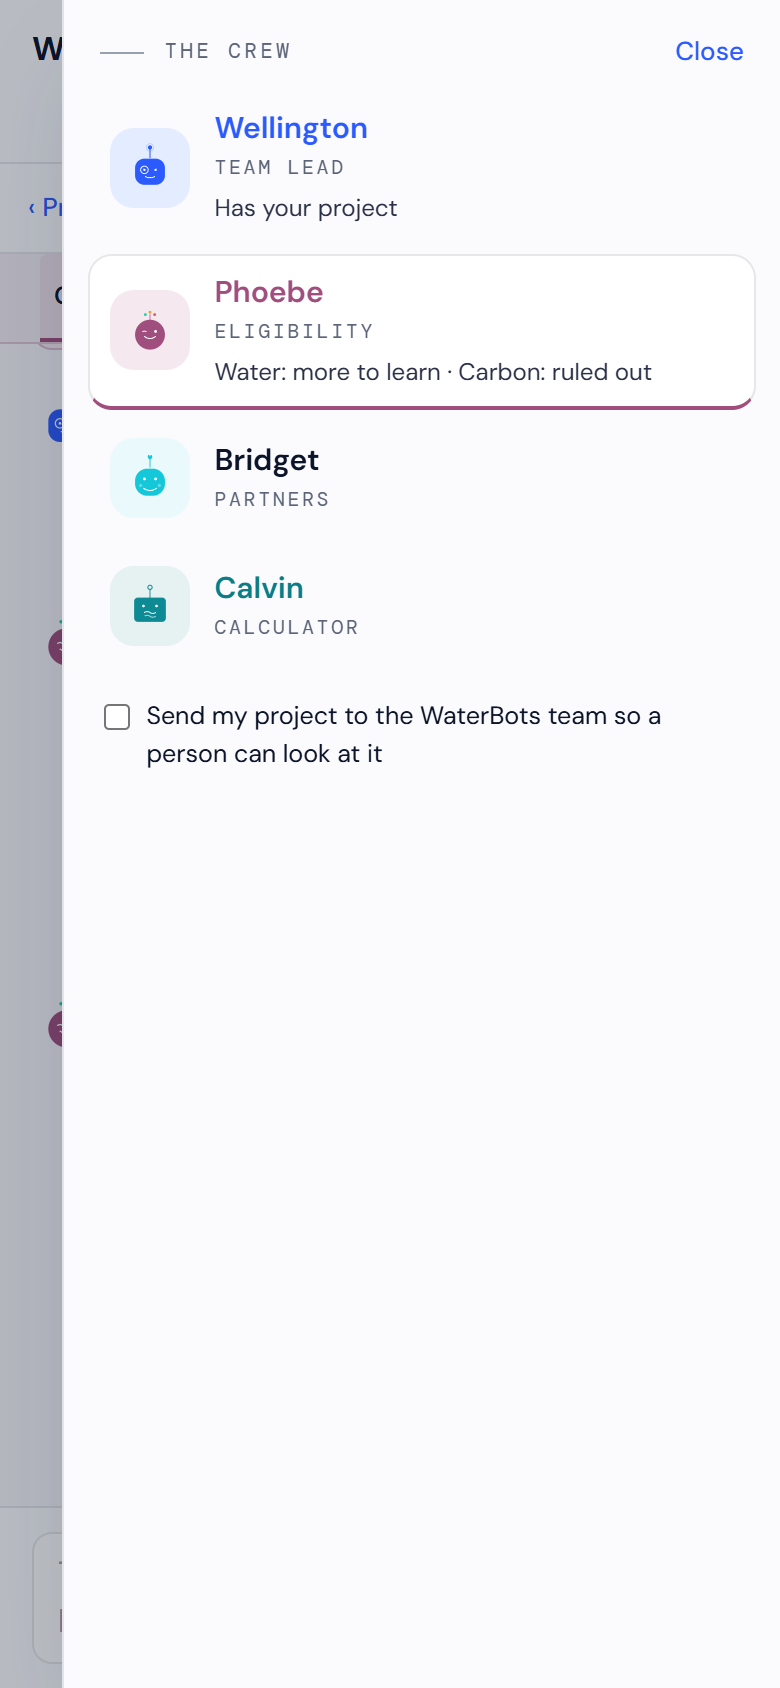 W
THE CREW
Close
Wellington
TEAM LEAD
Has your project
‹ Pr
Phoebe
ELIGIBILITY
Water: more to learn · Carbon: ruled out
Bridget
PARTNERS
Calvin
CALCULATOR
Send my project to the WaterBots team so a
person can look at it